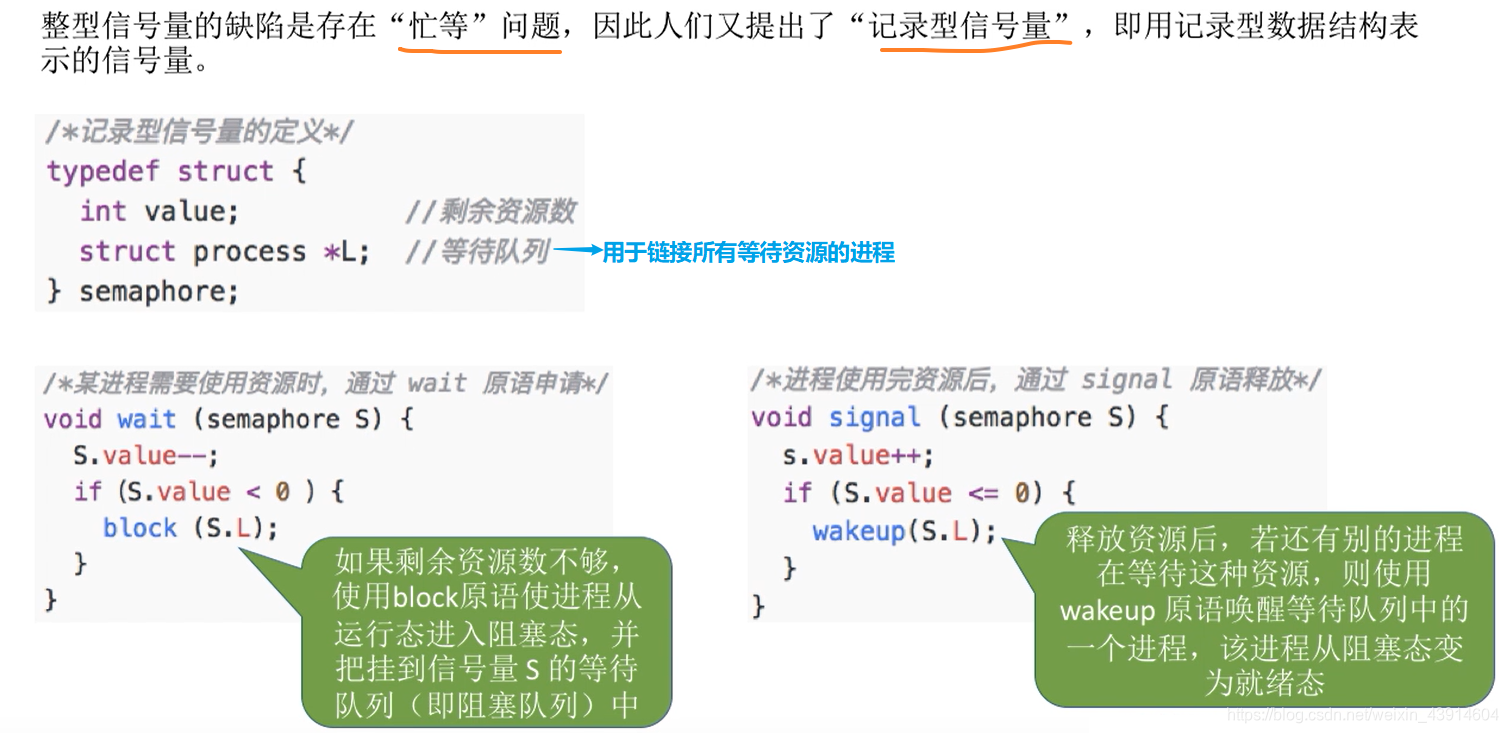 整型信号量的缺陷是存在“忙等”问题，因此人们又提出了“记录型信号量”，即用记录型数据结构表
示的信号量。
/*记录型信号量的定义*/
typedef struct {
int value; //剩余资源数
struct process *L; //等待队列 用于链接所有等待资源的进程
} semaphore;
/*某进程需要使用资源时，通过 wait 原语申请*/
void wait (semaphore S) {
S.value--;
if (S.value < 0 ) {
block (S.L);
}
}
如果剩余资源数不够，
使用block原语使进程从
运行态进入阻塞态，并
把挂到信号量 S 的等待
队列（即阻塞队列）中
/*进程使用完资源后，通过 signal 原语释放*/
void signal (semaphore S) {
s.value++;
if (S.value <= 0) {
wakeup(S.L);
}
}
释放资源后，若还有别的进程
在等待这种资源，则使用
wakeup 原语唤醒等待队列中的
一个进程，该进程从阻塞态变
为就绪态
https://blog.csdn.net/weixin_43914604